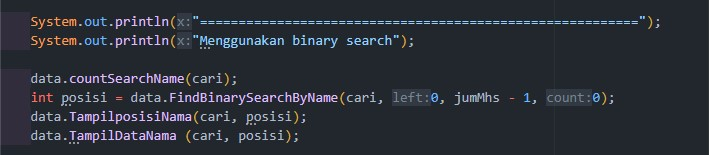 System.out.println(x:"========================================================");
System.out.println(x:"Menggunakan binary search");
data.countSearchName(cari);
int posisi = data.FindBinarySearchByName(cari, left:0, jumMhs - 1, count:0);
data.TampilposisiNama(cari, posisi);
data.TampilDataNama (cari, posisi);